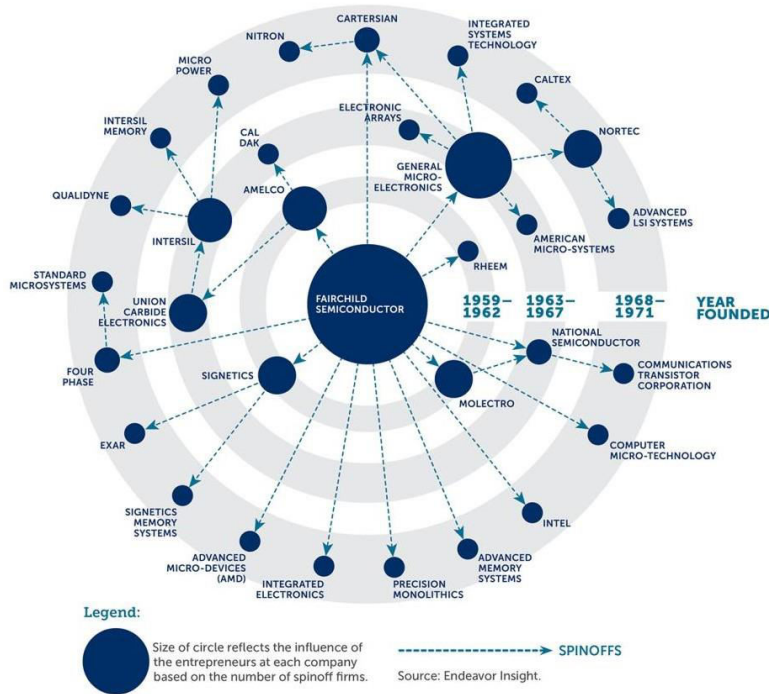 CARTERSIAN
NITRON
INTEGRATED
SYSTEMS
TECHNOLOGY
MICRO
POWER
CALTEX
ELECTRONIC
ARRAYS
INTERSIL
MEMORY
CAL
DAK
NORTEC
GENERAL
MICRO-
ELECTRONICS
AMELCO
QUALIDYNE
ADVANCED
LSI SYSTEMS
AMERICAN
MICRO-SYSTEMS
INTERSIL
RHEEM
STANDARD
MICROSYSTEMS
UNION
CARBIDE
ELECTRONICS
FAIRCHILD
SEMICONDUCTOR
1959–
1962
1963–
1967
1968–
1971
YEAR
FOUNDED
NATIONAL
SEMICONDUCTOR
FOUR
PHASE
SIGNETICS
COMMUNICATIONS
TRANSISTOR
CORPORATION
MOLECTRO
EXAR
COMPUTER
MICRO-TECHNOLOGY
SIGNETICS
MEMORY
SYSTEMS
INTEL
ADVANCED
MICRO-DEVICES
(AMD)
INTEGRATED
ELECTRONICS
PRECISION
MONOLITHICS
ADVANCED
MEMORY
SYSTEMS
Legend:
Size of circle reflects the influence of
the entrepreneurs at each company
based on the number of spinoff firms.
SPINOFFS
Source: Endeavor Insight.